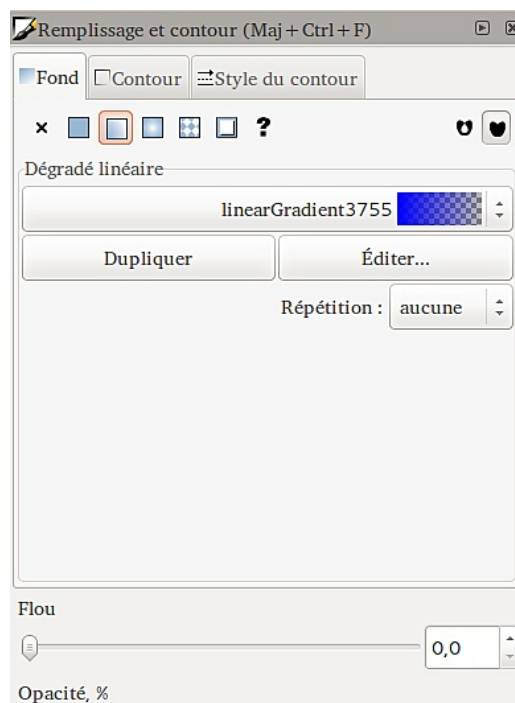 Remplissage et contour (Maj+Ctrl+F)
Fond Contour Style du contour
?
Dégradé linéaire
linearGradient3755
Dupliquer Éditer...
Répétition : aucune
Flou
0,0
Opacité, %